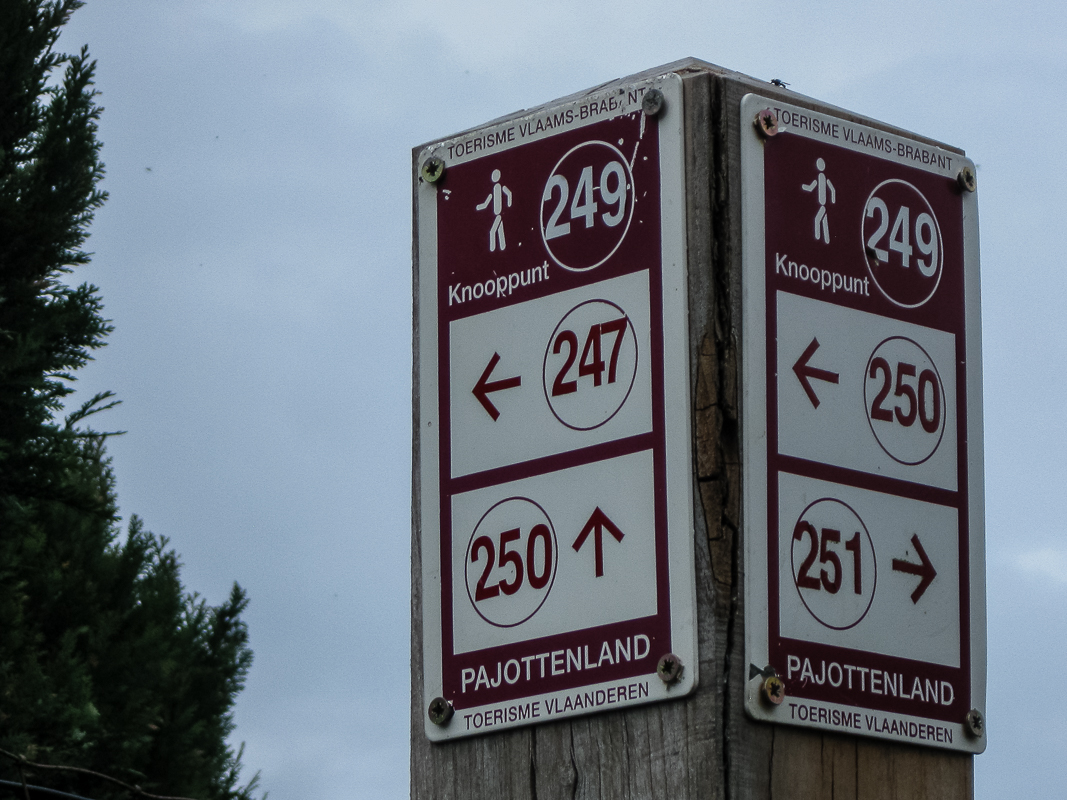 TOERISME VLAAMS-BRABANT
249
Knooppunt
← 247
250 ↑
PAJOTTENLAND
TOERISME VLAANDEREN
TOERISME VLAAMS-BRABANT
249
Knooppunt
← 250
251 →
PAJOTTENLAND
TOERISME VLAANDEREN